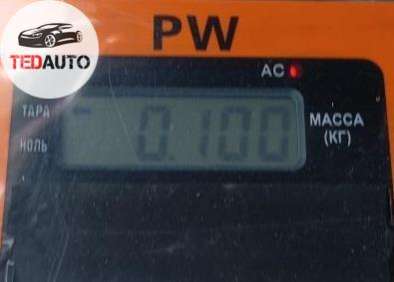 TEDAUTO
PW
AC
ТАРА
НОЛЬ
0.100
МАССА
(КГ)